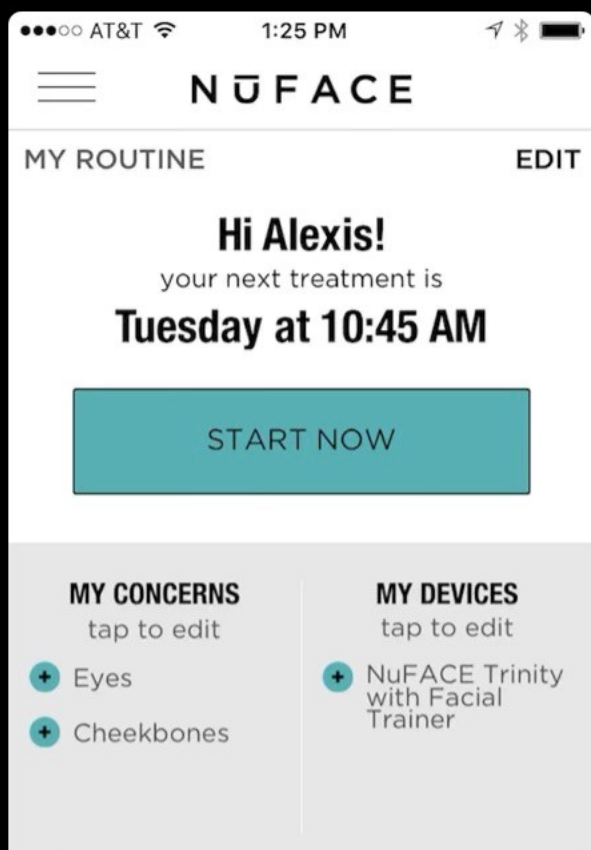 AT&T 1:25 PM
NŪFACE
MY ROUTINE EDIT
Hi Alexis!
your next treatment is
Tuesday at 10:45 AM
START NOW
MY CONCERNS
tap to edit
Eyes
Cheekbones
MY DEVICES
tap to edit
NuFACE Trinity
with Facial
Trainer